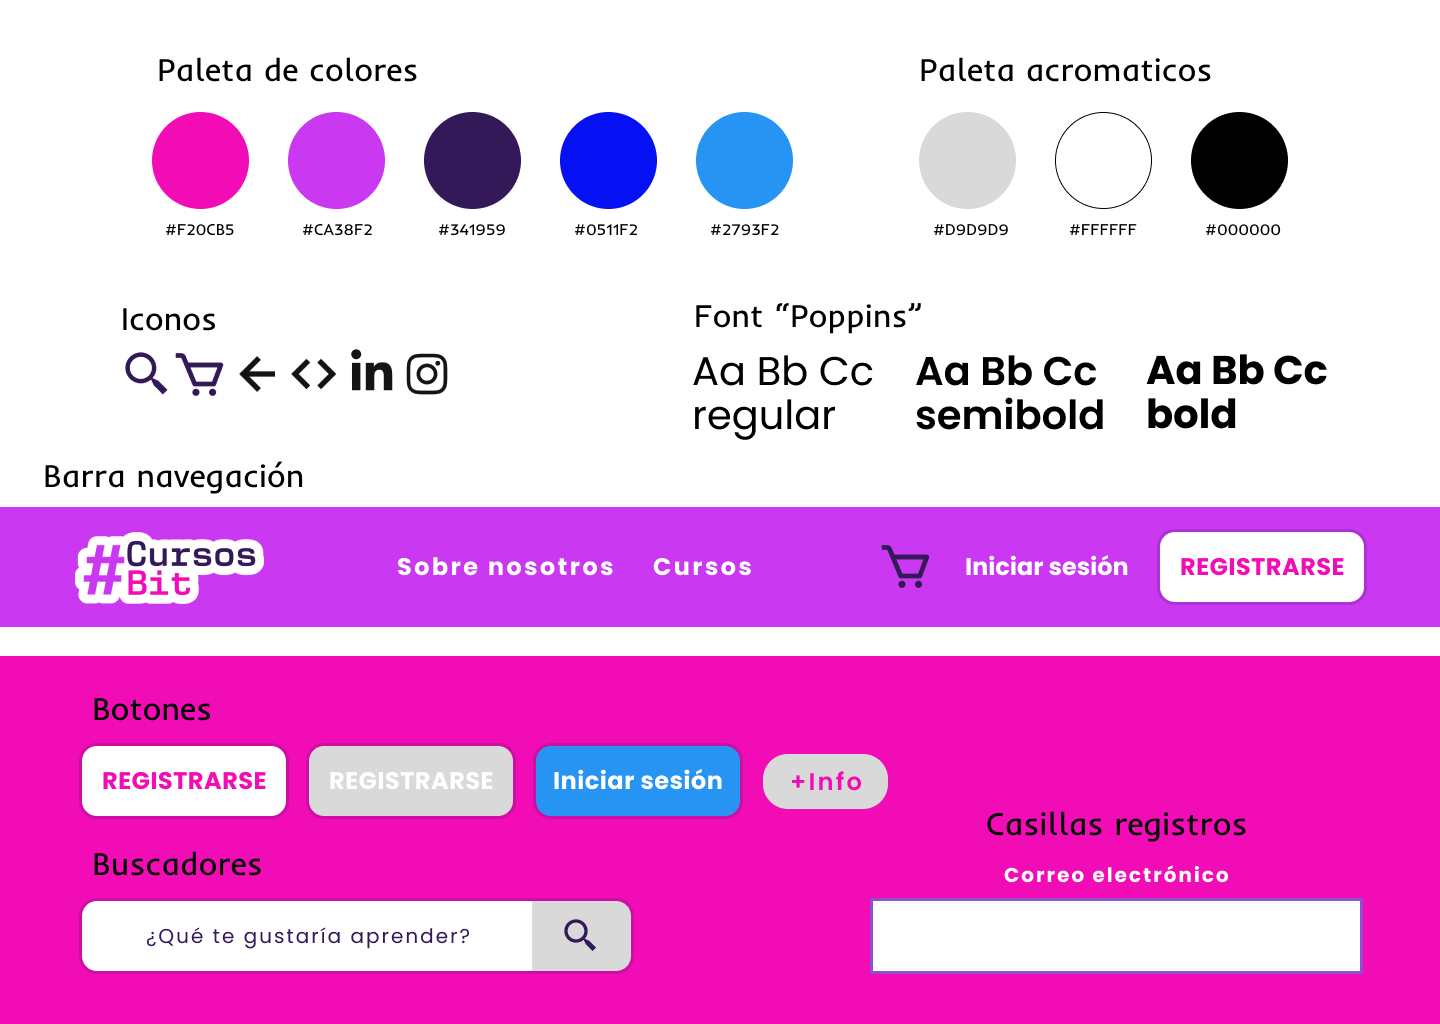 Paleta de colores
Paleta acromaticos
#F20CB5
#CA38F2
#341959
#0511F2
#2793F2
#D9D9D9
#FFFFFF
#000000
Iconos
Font “Poppins”
Aa Bb Cc
regular
Aa Bb Cc
semibold
Aa Bb Cc
bold
Barra navegación
#Cursos
Bit
Sobre nosotros
Cursos
Iniciar sesión
REGISTRARSE
Botones
REGISTRARSE
REGISTRARSE
Iniciar sesión
+Info
Casillas registros
Correo electrónico
Buscadores
¿Qué te gustaría aprender?